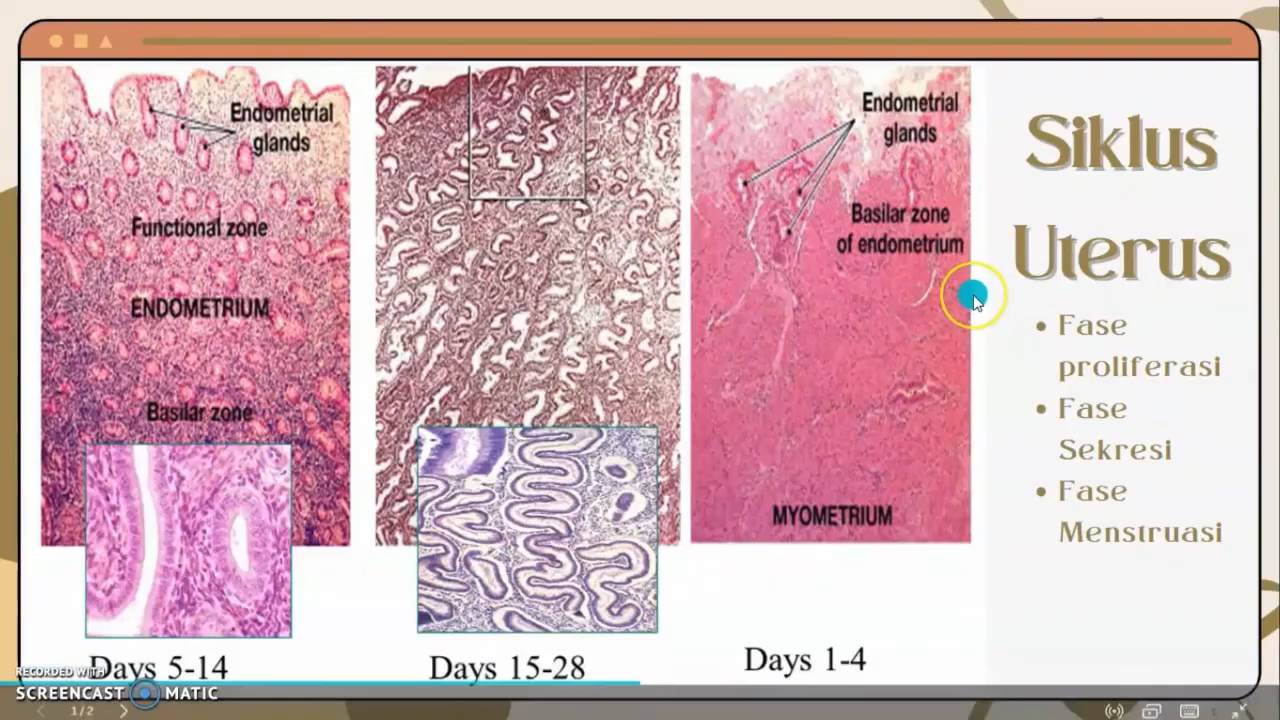 Endometrial
glands
Functional zone
ENDOMETRIUM
Basilar zone
Days 5-14
Days 15-28
Endometrial
glands
Basilar zone
of endometrium
MYOMETRIUM
Days 1-4
Siklus
Uterus
• Fase
proliferasi
• Fase
Sekresi
• Fase
Menstruasi
RECORDED WITH
SCREENCAST MATIC
1/2